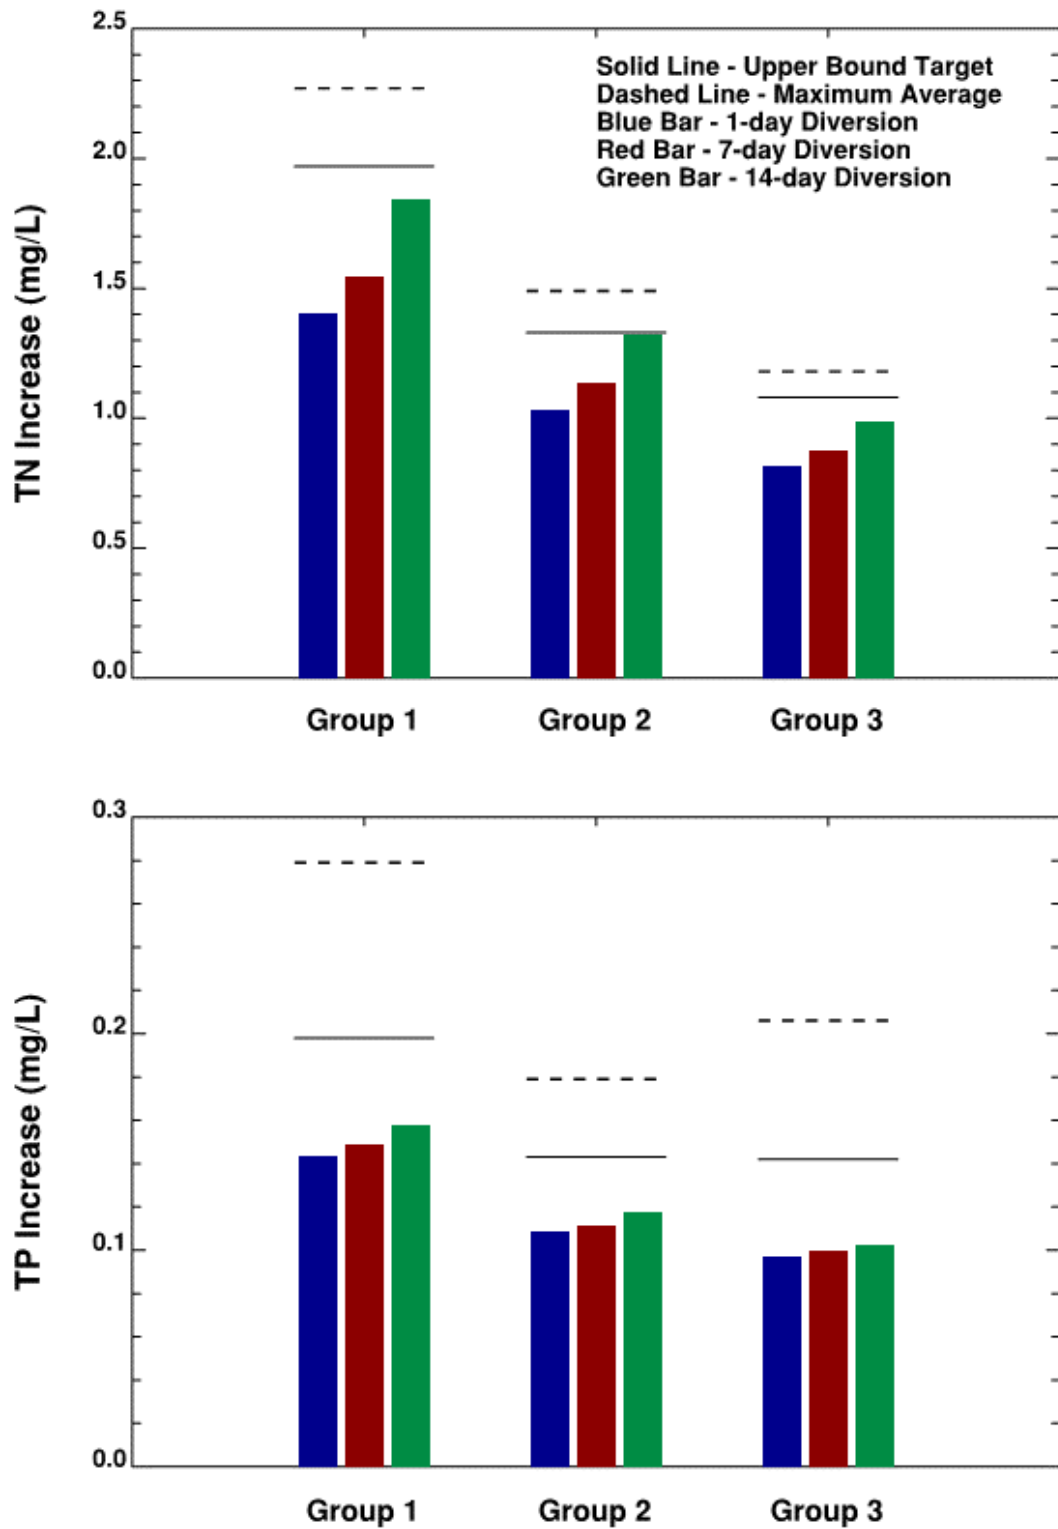 2.5
Solid Line - Upper Bound Target
Dashed Line - Maximum Average
Blue Bar - 1-day Diversion
Red Bar - 7-day Diversion
Green Bar - 14-day Diversion
2.0
1.5
1.0
0.5
0.0
TN Increase (mg/L)
Group 1 Group 2 Group 3
0.3
0.2
0.1
0.0
TP Increase (mg/L)
Group 1 Group 2 Group 3